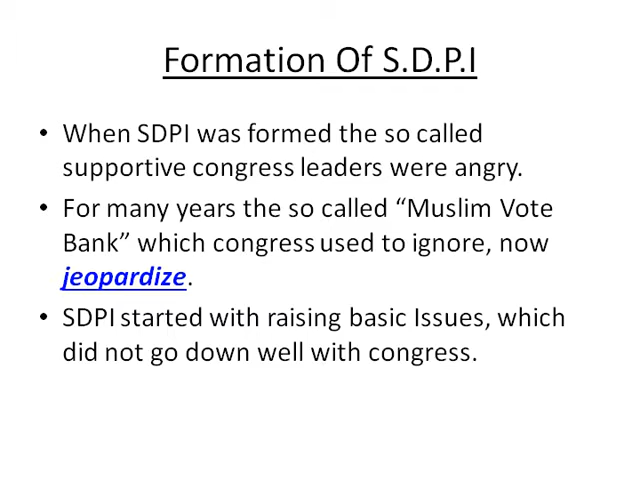 Formation Of S.D.P.I
• When SDPI was formed the so called
supportive congress leaders were angry.
• For many years the so called “Muslim Vote
Bank” which congress used to ignore, now
jeopardize.
• SDPI started with raising basic Issues, which
did not go down well with congress.